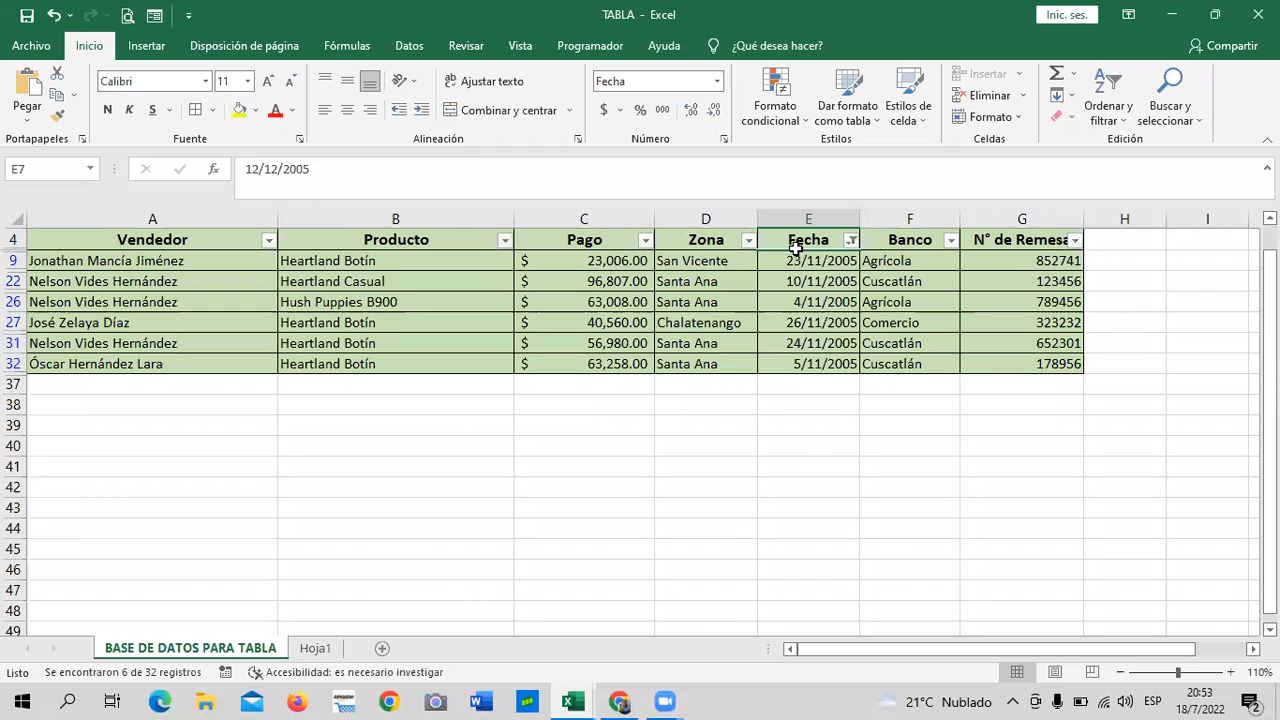 TABLA - Excel
Inic. ses.
Archivo Inicio Insertar Disposición de página Fórmulas Datos Revisar Vista Programador Ayuda ¿Qué desea hacer? Compartir
Pegar
Calibri 11
N K S
Ajustar texto
Combinar y centrar
Fecha
$ % 000
Formato condicional
Dar formato como tabla
Estilos de celda
Insertar
Eliminar
Formato
Ordenar y filtrar
Buscar y seleccionar
Portapapeles Fuente Alineación Número Estilos Celdas Edición
E7 fx 12/12/2005
A B C D E F G H I
4 Vendedor Producto Pago Zona Fecha Banco N° de Remesa
9 Jonathan Mancía Jiménez Heartland Botín $ 23,006.00 San Vicente 23/11/2005 Agrícola 852741
22 Nelson Vides Hernández Heartland Casual $ 96,807.00 Santa Ana 10/11/2005 Cuscatlán 123456
26 Nelson Vides Hernández Hush Puppies B900 $ 63,008.00 Santa Ana 4/11/2005 Agrícola 789456
27 José Zelaya Díaz Heartland Botín $ 40,560.00 Chalatenango 26/11/2005 Comercio 323232
31 Nelson Vides Hernández Heartland Botín $ 56,980.00 Santa Ana 24/11/2005 Cuscatlán 652301
32 Óscar Hernández Lara Heartland Botín $ 63,258.00 Santa Ana 5/11/2005 Cuscatlán 178956
37
38
39
40
41
42
43
44
45
46
47
48
49
BASE DE DATOS PARA TABLA Hoja1
Listo Se encontraron 6 de 32 registros Accesibilidad: es necesario investigar 110%
21°C Nublado ESP 20:53
18/7/2022 2